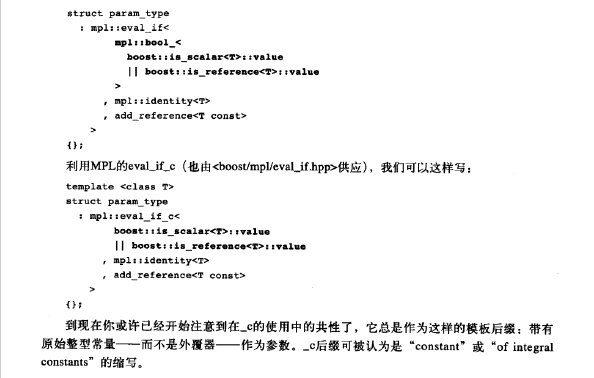 struct param_type
: mpl::eval_if<
mpl::bool_<
boost::is_scalar<T>::value
|| boost::is_reference<T>::value
>
, mpl::identity<T>
, add_reference<T const>
>
{};
利用MPL的eval_if_c（也由<boost/mpl/eval_if.hpp>供应），我们可以这样写：
template <class T>
struct param_type
: mpl::eval_if_c<
boost::is_scalar<T>::value
|| boost::is_reference<T>::value
, mpl::identity<T>
, add_reference<T const>
>
{};
到现在你或许已经开始注意到在_c的使用中的共性了，它总是作为这样的模板后缀：带有
原始整型常量——而不是外覆器——作为参数。_c后缀可被认为是“constant”或“of integral
constants”的缩写。